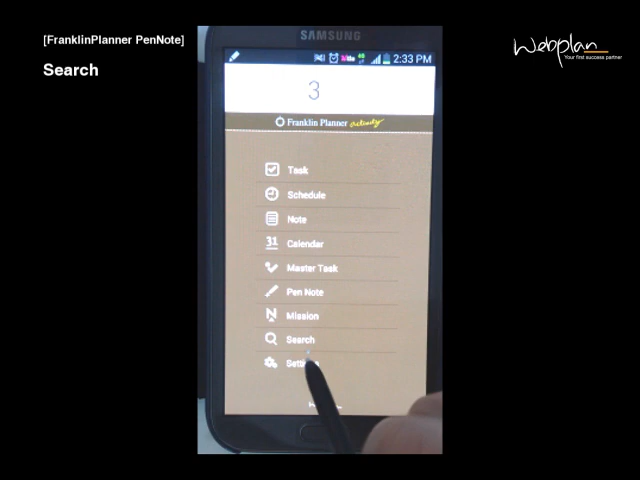 [FranklinPlanner PenNote]
Search
Webplan
Your first success partner
SAMSUNG
2:33 PM
3
Franklin Planner
Task
Schedule
Note
31 Calendar
Master Task
Pen Note
Mission
Search